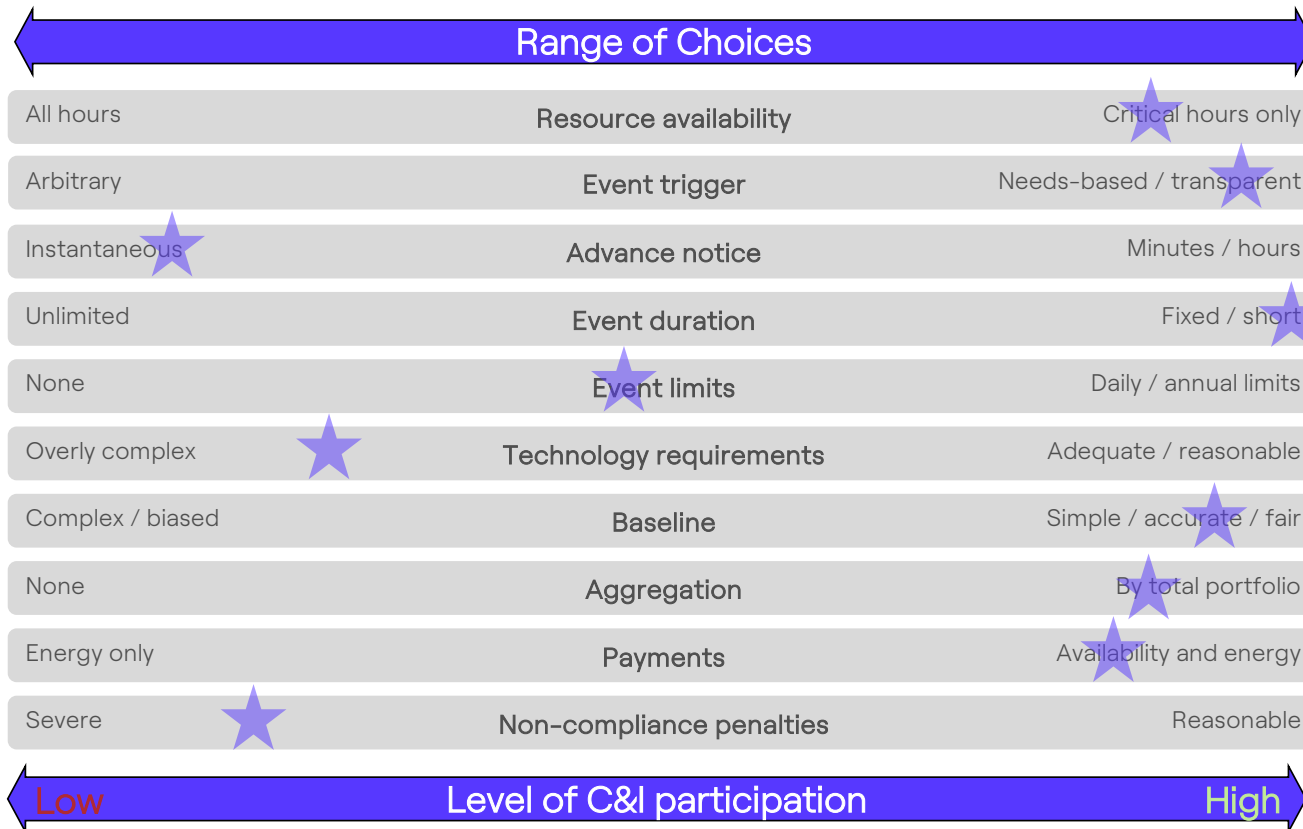 Range of Choices
All hours Resource availability Critical hours only
Arbitrary Event trigger Needs-based / transparent
Instantaneous Advance notice Minutes / hours
Unlimited Event duration Fixed / short
None Event limits Daily / annual limits
Overly complex Technology requirements Adequate / reasonable
Complex / biased Baseline Simple / accurate / fair
None Aggregation By total portfolio
Energy only Payments Availability and energy
Severe Non-compliance penalties Reasonable
Low Level of C&I participation High